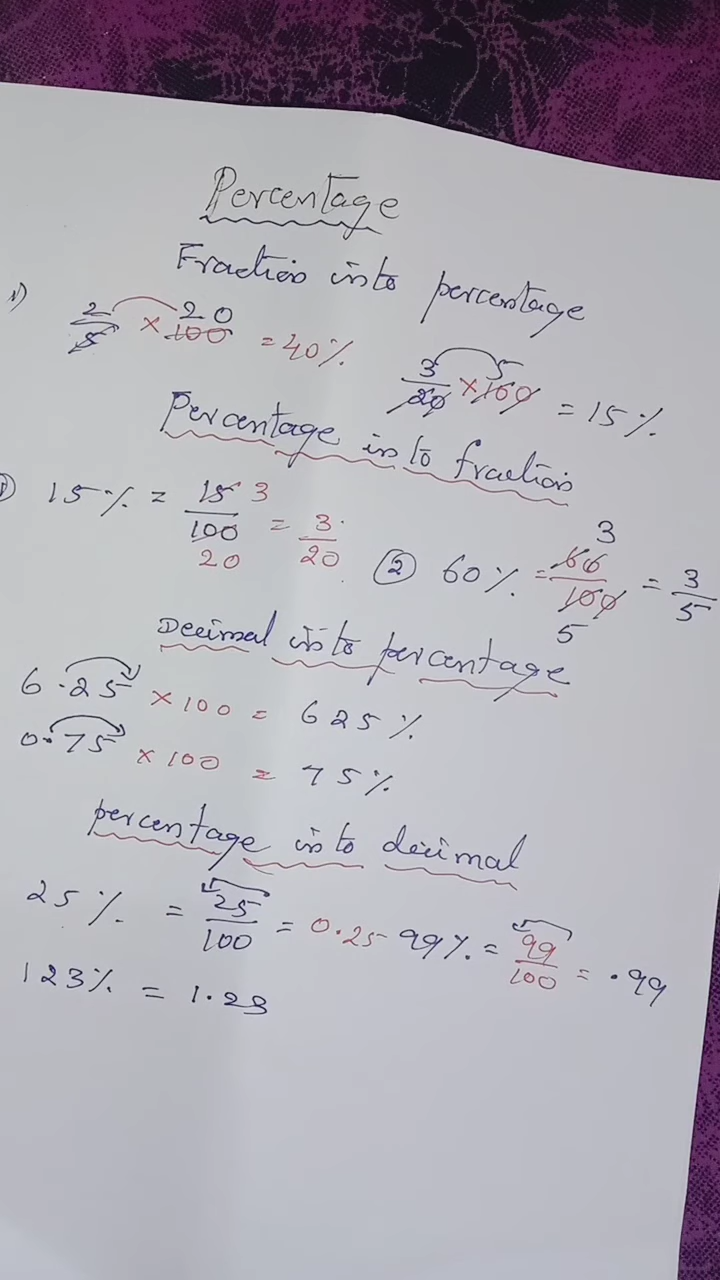 Percentage
Fraction into percentage
1) 2/5 × 100 20 = 40%
3/20 × 100 5 = 15%
Percentage into fraction
1) 15% = 15/100 3 20 = 3/20
② 60% = 60/100 3 5 = 3/5
Decimal into percentage
6.25 × 100 = 625%
0.75 × 100 = 75%
percentage into decimal
25% = 25/100 = 0.25 99% = 99/100 = .99
123% = 1.23